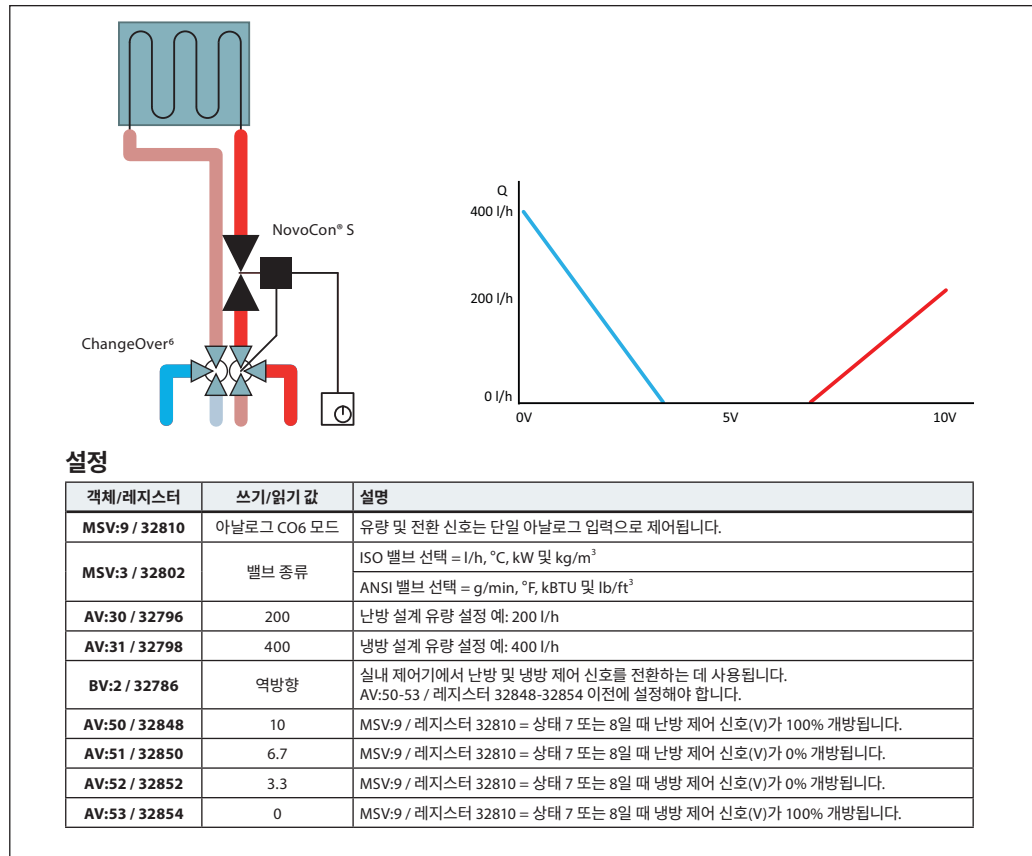 NovoCon® S
ChangeOver⁶
Q
400 l/h
200 l/h
0 l/h
0V
5V
10V
설정
객체/레지스터 쓰기/읽기 값 설명
MSV:9 / 32810 아날로그 CO6 모드 유량 및 전환 신호는 단일 아날로그 입력으로 제어됩니다.
MSV:3 / 32802 밸브 종류 ISO 밸브 선택 = l/h, °C, kW 및 kg/m³
ANSI 밸브 선택 = g/min, °F, kBTU 및 lb/ft³
AV:30 / 32796 200 난방 설계 유량 설정 예: 200 l/h
AV:31 / 32798 400 냉방 설계 유량 설정 예: 400 l/h
BV:2 / 32786 역방향 실내 제어기에서 난방 및 냉방 제어 신호를 전환하는 데 사용됩니다.
AV:50-53 / 레지스터 32848-32854 이전에 설정해야 합니다.
AV:50 / 32848 10 MSV:9 / 레지스터 32810 = 상태 7 또는 8일 때 난방 제어 신호(V)가 100% 개방됩니다.
AV:51 / 32850 6.7 MSV:9 / 레지스터 32810 = 상태 7 또는 8일 때 난방 제어 신호(V)가 0% 개방됩니다.
AV:52 / 32852 3.3 MSV:9 / 레지스터 32810 = 상태 7 또는 8일 때 냉방 제어 신호(V)가 0% 개방됩니다.
AV:53 / 32854 0 MSV:9 / 레지스터 32810 = 상태 7 또는 8일 때 냉방 제어 신호(V)가 100% 개방됩니다.